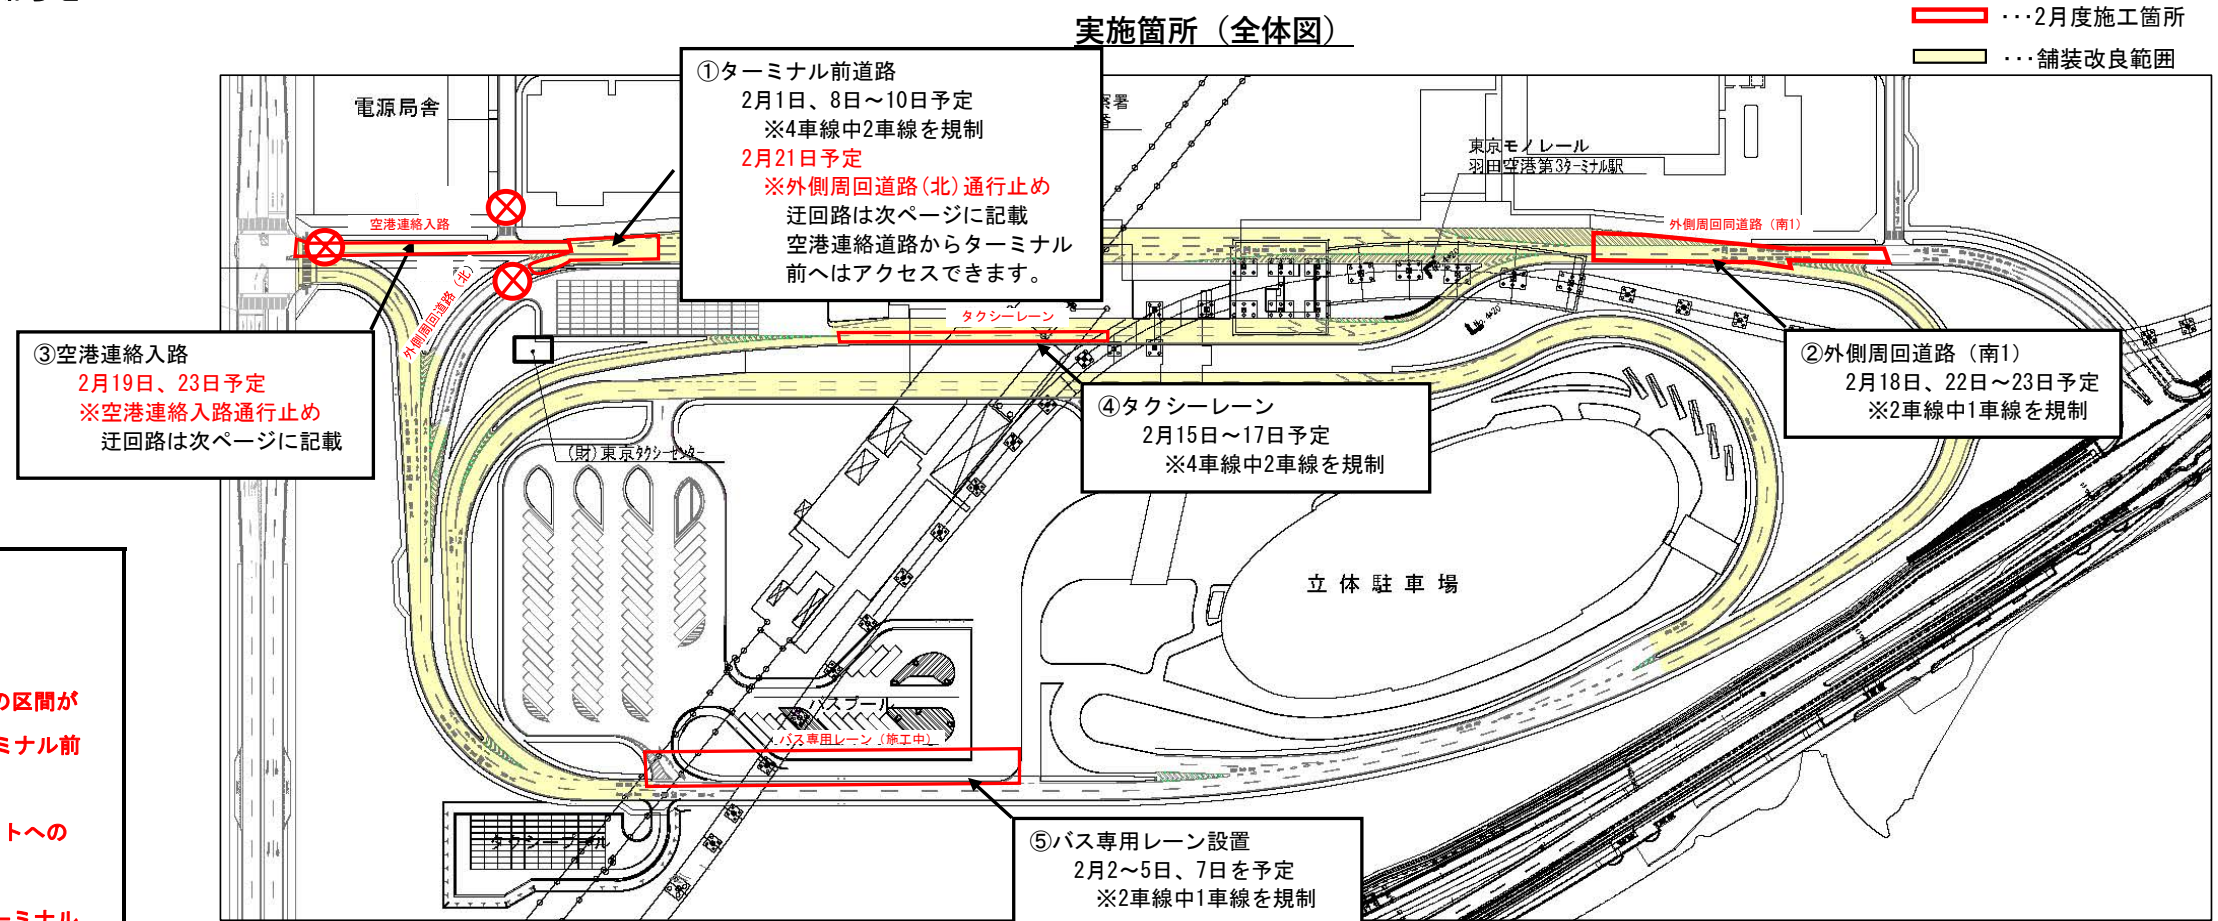 実施箇所（全体図）
･･･2月度施工箇所
･･･舗装改良範囲
①ターミナル前道路
2月1日、8日～10日予定
※4車線中2車線を規制
2月21日予定
※外側周回道路(北)通行止め
迂回路は次ページに記載
空港連絡道路からターミナル
前へはアクセスできます。
電源局舎
東京モノレール
羽田空港第3ターミナル駅
空港連絡入路
外側周回同道路（南1）
外側周回道路（北）
タクシーレーン
③空港連絡入路
2月19日、23日予定
※空港連絡入路通行止め
迂回路は次ページに記載
②外側周回道路（南1）
2月18日、22日～23日予定
※2車線中1車線を規制
④タクシーレーン
2月15日～17日予定
※4車線中2車線を規制
(財)東京タクシーセンター
立体駐車場
の区間が
ミナル前
トへの
ーミナル
バスプール
バス専用レーン（施工中）
タクシープール
⑤バス専用レーン設置
2月2～5日、7日を予定
※2車線中1車線を規制